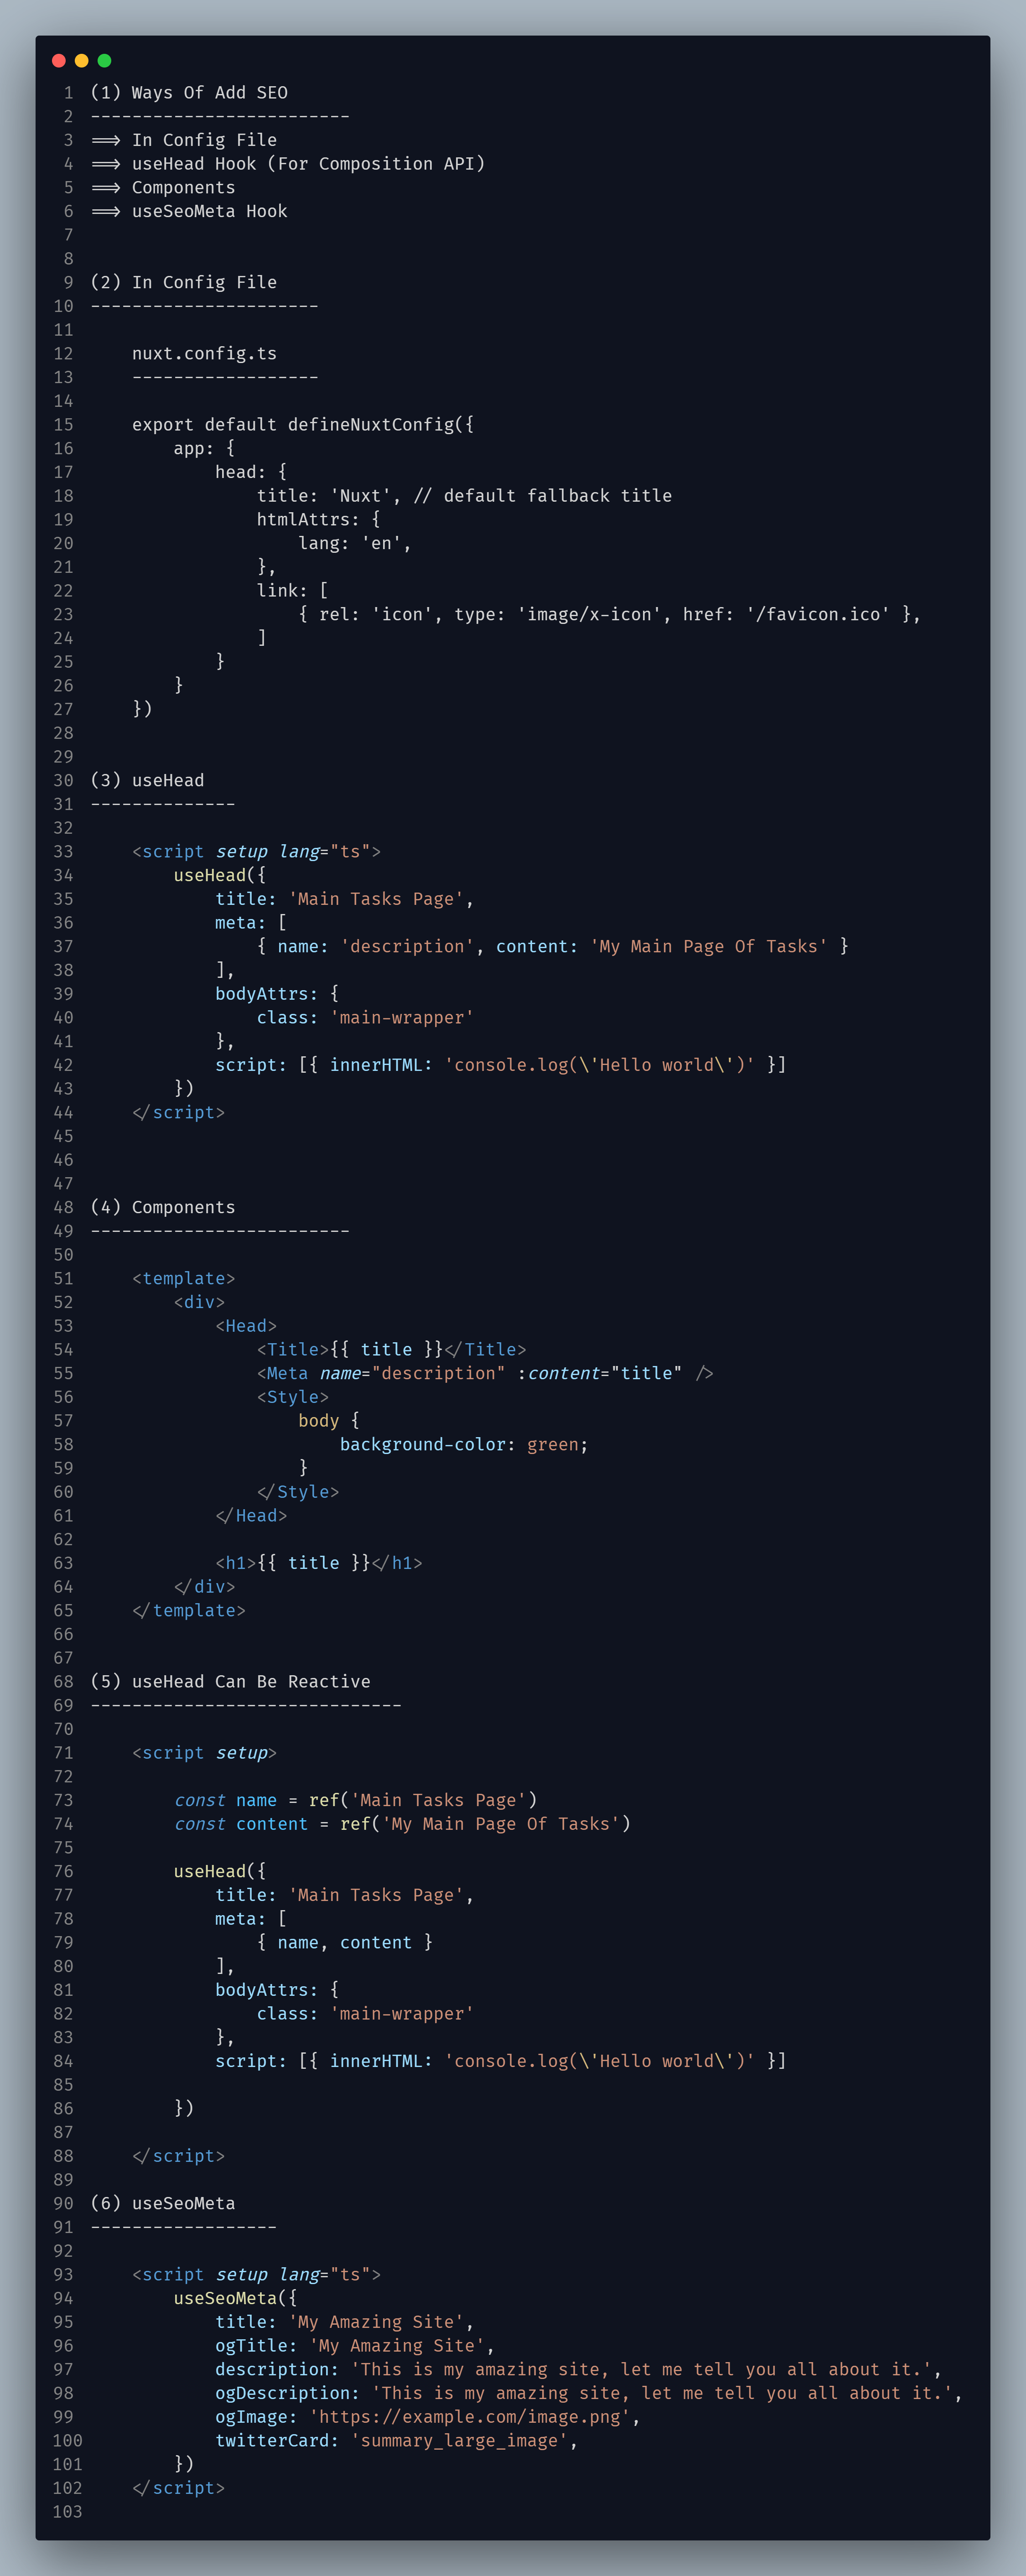 1 (1) Ways Of Add SEO
2 -------------------------
3 ==> In Config File
4 ==> useHead Hook (For Composition API)
5 ==> Components
6 ==> useSeoMeta Hook
7
8
9 (2) In Config File
10 ----------------------
11
12     nuxt.config.ts
13     ------------------
14
15     export default defineNuxtConfig({
16         app: {
17             head: {
18                 title: 'Nuxt', // default fallback title
19                 htmlAttrs: {
20                     lang: 'en',
21                 },
22                 link: [
23                     { rel: 'icon', type: 'image/x-icon', href: '/favicon.ico' },
24                 ]
25             }
26         }
27     })
28
29
30 (3) useHead
31 --------------
32
33     <script setup lang="ts">
34         useHead({
35             title: 'Main Tasks Page',
36             meta: [
37                 { name: 'description', content: 'My Main Page Of Tasks' }
38             ],
39             bodyAttrs: {
40                 class: 'main-wrapper'
41             },
42             script: [{ innerHTML: 'console.log(\'Hello world\')' }]
43         })
44     </script>
45
46
47
48 (4) Components
49 -------------------------
50
51     <template>
52         <div>
53             <Head>
54                 <Title>{{ title }}</Title>
55                 <Meta name="description" :content="title" />
56                 <Style>
57                     body {
58                         background-color: green;
59                     }
60                 </Style>
61             </Head>
62
63             <h1>{{ title }}</h1>
64         </div>
65     </template>
66
67
68 (5) useHead Can Be Reactive
69 ------------------------------
70
71     <script setup>
72
73         const name = ref('Main Tasks Page')
74         const content = ref('My Main Page Of Tasks')
75
76         useHead({
77             title: 'Main Tasks Page',
78             meta: [
79                 { name, content }
80             ],
81             bodyAttrs: {
82                 class: 'main-wrapper'
83             },
84             script: [{ innerHTML: 'console.log(\'Hello world\')' }]
85
86         })
87
88     </script>
89
90 (6) useSeoMeta
91 ------------------
92
93     <script setup lang="ts">
94         useSeoMeta({
95             title: 'My Amazing Site',
96             ogTitle: 'My Amazing Site',
97             description: 'This is my amazing site, let me tell you all about it.',
98             ogDescription: 'This is my amazing site, let me tell you all about it.',
99             ogImage: 'https://example.com/image.png',
100             twitterCard: 'summary_large_image',
101         })
102     </script>
103